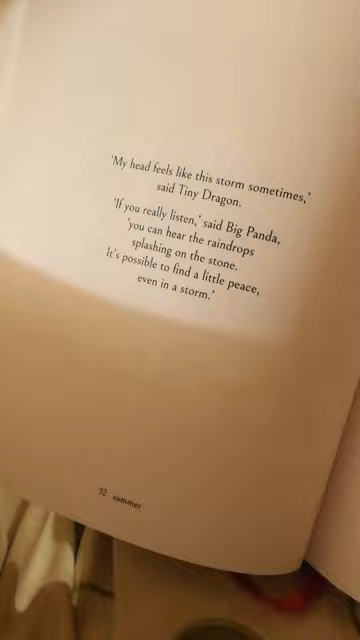 'My head feels like this storm sometimes,'
said Tiny Dragon.
'If you really listen,' said Big Panda,
'you can hear the raindrops
splashing on the stone.
It's possible to find a little peace,
even in a storm.'
52 summer